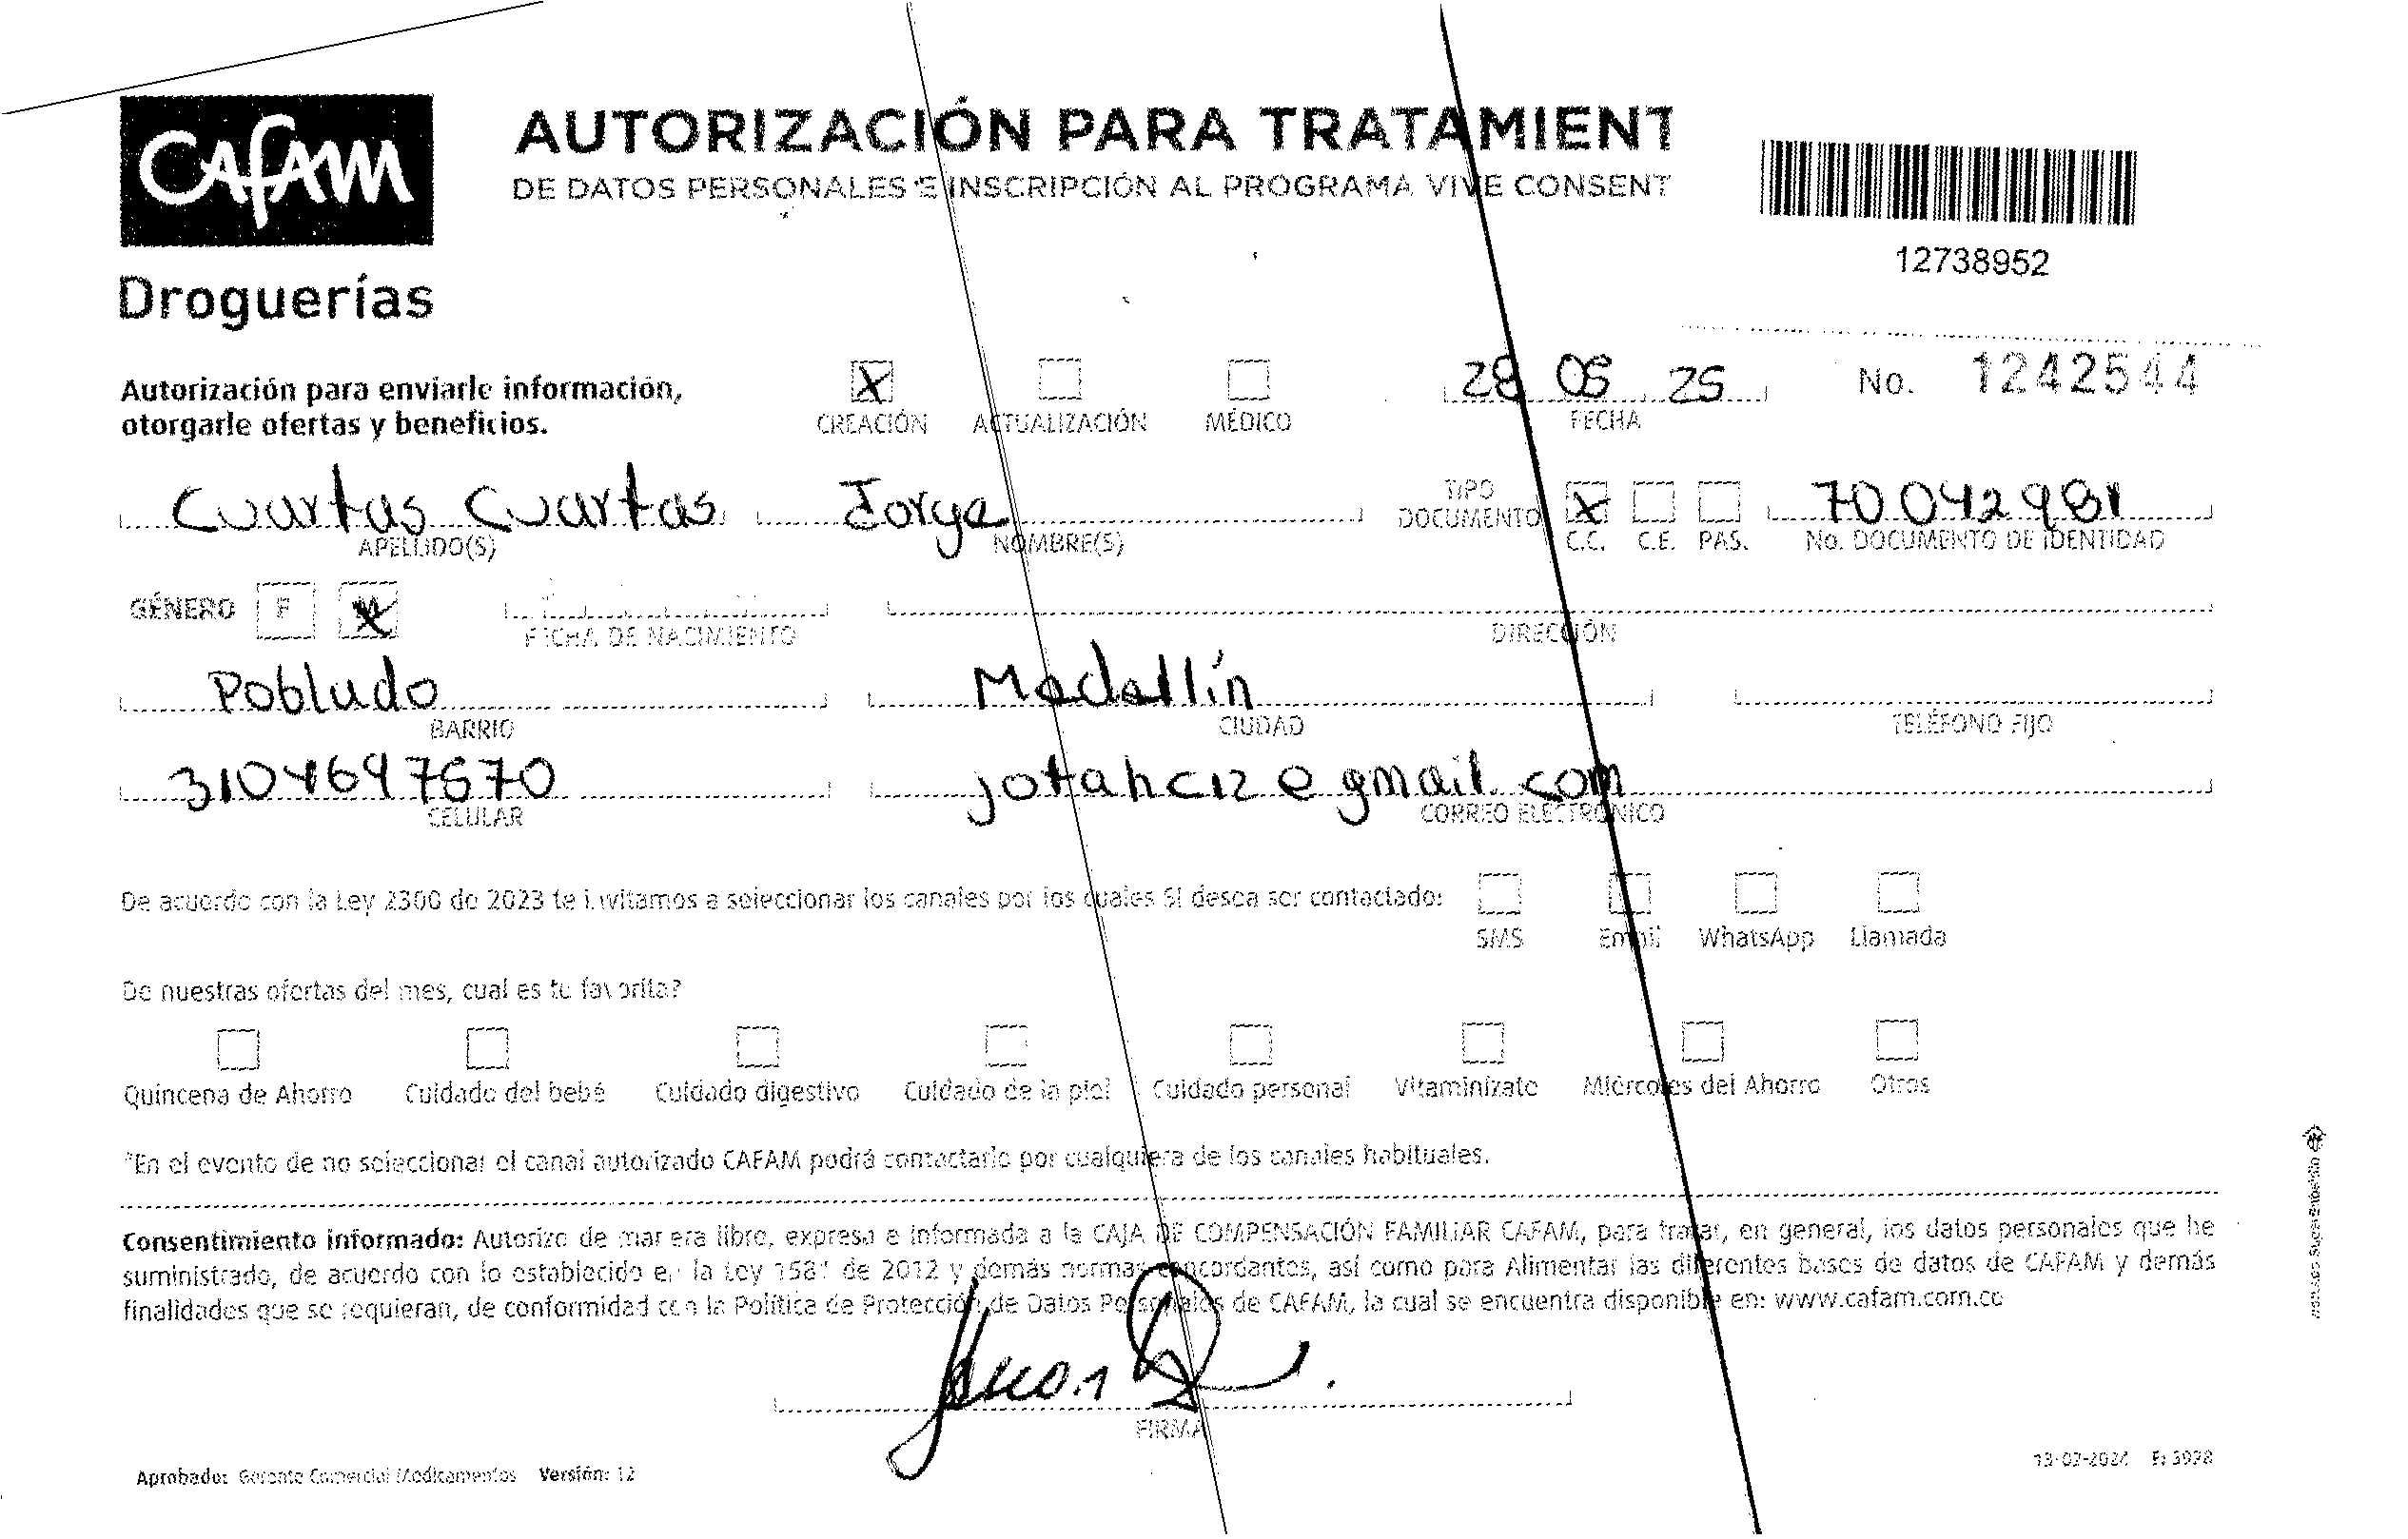 Cafam
Droguerías
AUTORIZACIÓN PARA TRATAMIENT
DE DATOS PERSONALES E INSCRIPCIÓN AL PROGRAMA VIVE CONSENT
12738952
Autorización para enviarle información,
otorgarle ofertas y beneficios.
X CREACIÓN ACTUALIZACIÓN MÉDICO
28 05 25
FECHA
No. 1242544
Cuartas Cuartas
APELLIDO(S)
Jorge
NOMBRE(S)
TIPO
DOCUMENTO
X C.C. C.E. PAS.
70042981
No. DOCUMENTO DE IDENTIDAD
GÉNERO F M X
FECHA DE NACIMIENTO
DIRECCIÓN
Pobludo
BARRIO
Medellín
CIUDAD
TELÉFONO FIJO
CELULAR
jotahc12@gmail.com
CORREO ELECTRÓNICO
De acuerdo con la Ley 2300 de 2023 te invitamos a seleccionar los canales por los cuales SI desea ser contactado:
SMS Email WhatsApp Llamada
De nuestras ofertas del mes, cual es tu favorita?
Quincena de Ahorro Cuidado del bebé Cuidado digestivo Cuidado de la piel Cuidado personal Vitaminízate Miércoles del Ahorro Otros
*En el evento de no seleccionar el canal autorizado CAFAM podrá contactarlo por cualquiera de los canales habituales.
Consentimiento informado: Autorizo de manera libre, expresa e informada a la CAJA DE COMPENSACIÓN FAMILIAR CAFAM, para tratar, en general, los datos personales que he
suministrado, de acuerdo con lo establecido en la Ley 1581 de 2012 y demás normas concordantes, así como para Alimentar las diferentes bases de datos de CAFAM y demás
finalidades que se requieran, de conformidad con la Política de Protección de Datos Personales de CAFAM, la cual se encuentra disponible en: www.cafam.com.co
FIRMA
Aprobado: Gerente Comercial Medicamentos Versión: 12
13-02-2024